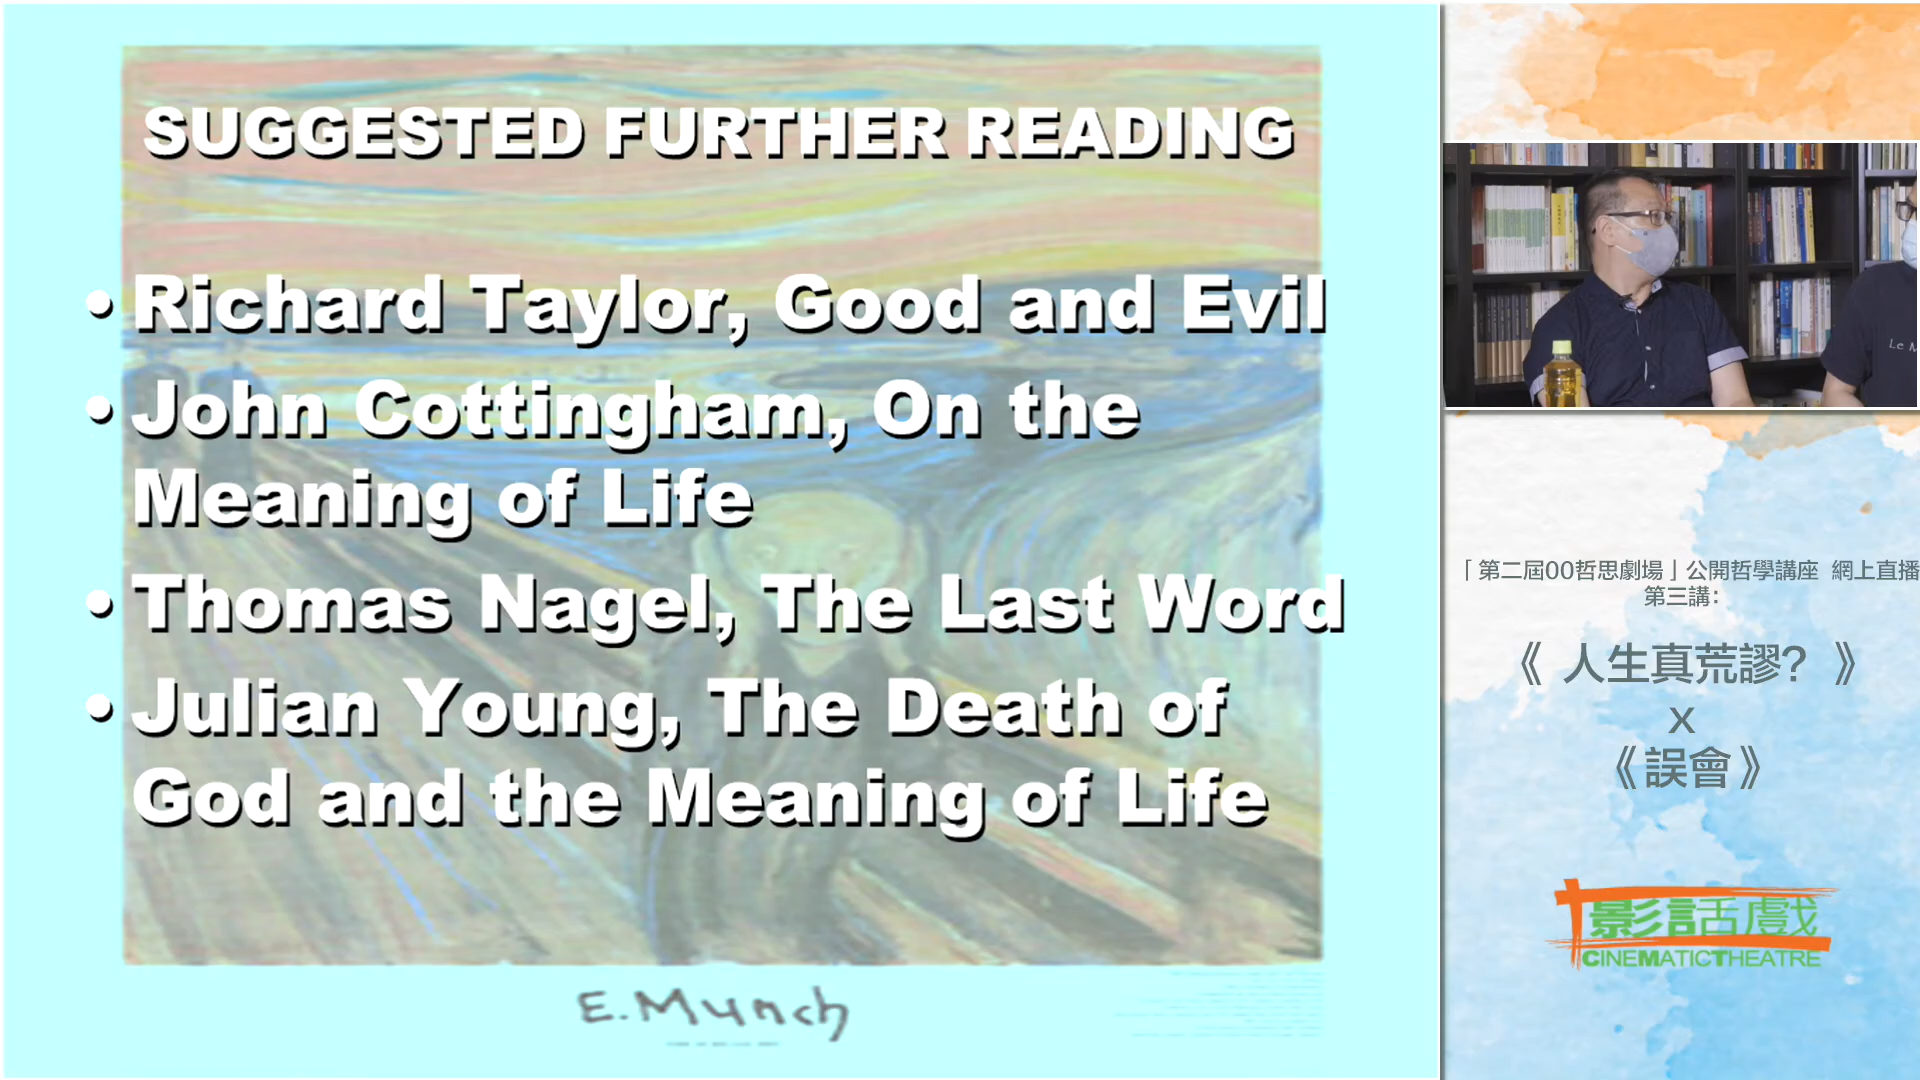 SUGGESTED FURTHER READING
• Richard Taylor, Good and Evil
• John Cottingham, On the
Meaning of Life
• Thomas Nagel, The Last Word
• Julian Young, The Death of
God and the Meaning of Life
E.Munch
Le M
「第二屆OO哲思劇場」公開哲學講座 網上直播
第三講：
《 人生真荒謬？ 》
x
《誤會》
影話戲
CINEMATICTHEATRE